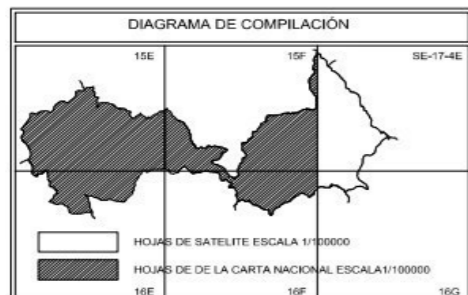 DIAGRAMA DE COMPILACIÓN
15E 15F SE-17-4E
HOJAS DE SATELITE ESCALA 1/100000
HOJAS DE DE LA CARTA NACIONAL ESCALA1/100000
16E 16F 16G